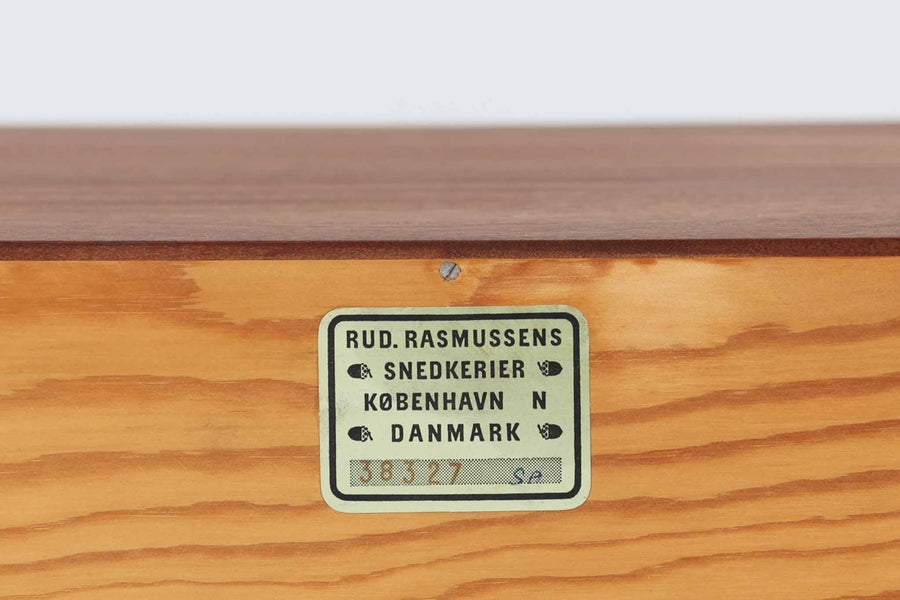 RUD. RASMUSSENS
SNEDKERIER
KØBENHAVN N
DANMARK
38327